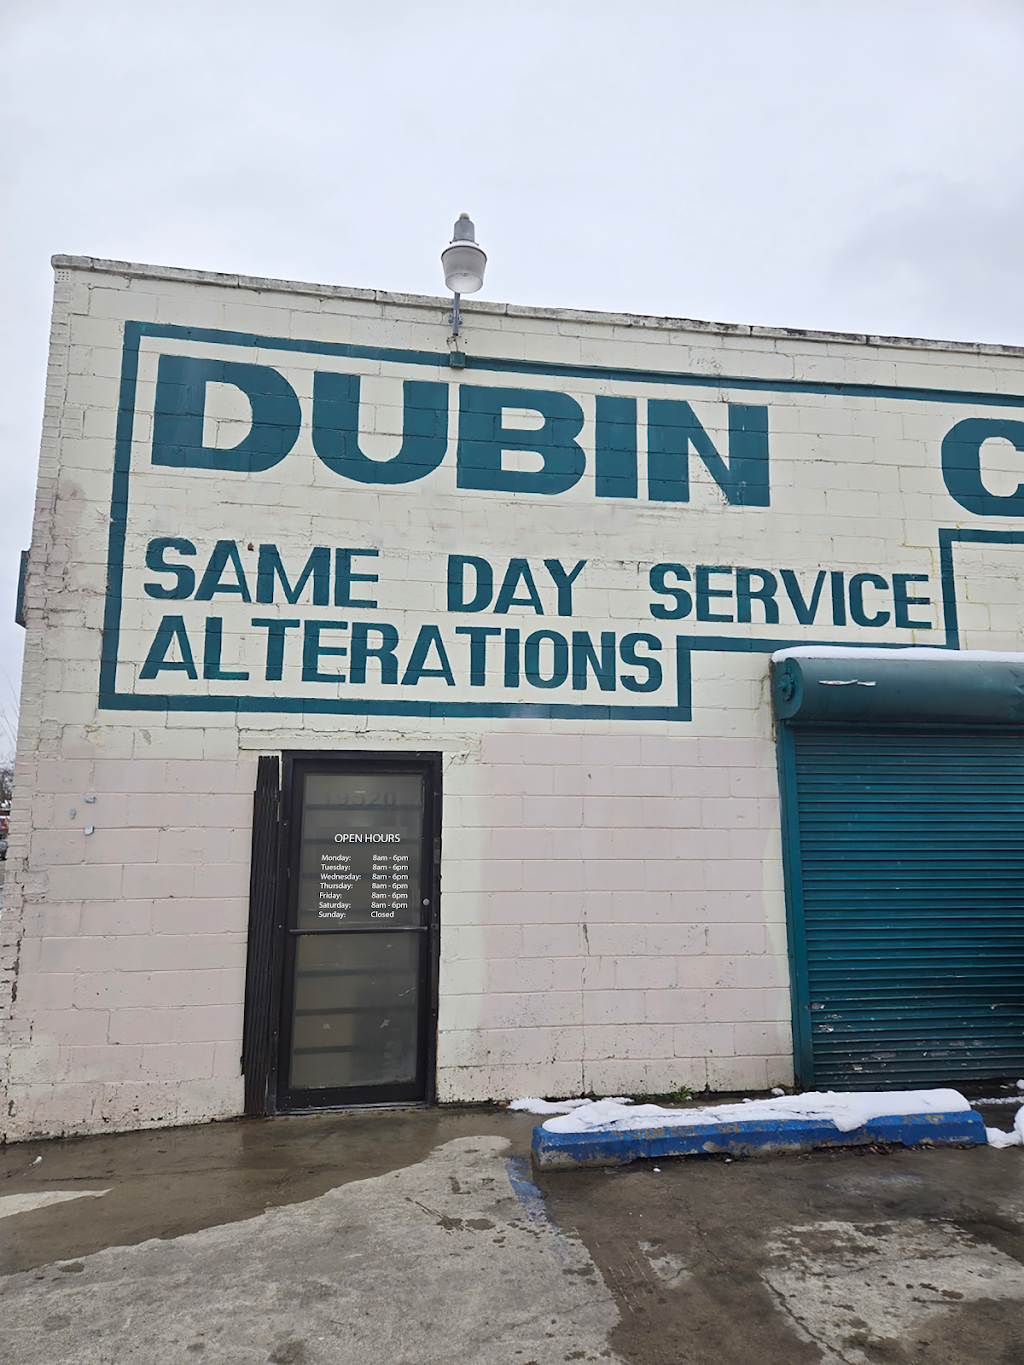 DUBIN C
SAME DAY SERVICE
ALTERATIONS
19320
OPEN HOURS
Monday: 8am - 6pm
Tuesday: 8am - 6pm
Wednesday: 8am - 6pm
Thursday: 8am - 6pm
Friday: 8am - 6pm
Saturday: 8am - 6pm
Sunday: Closed